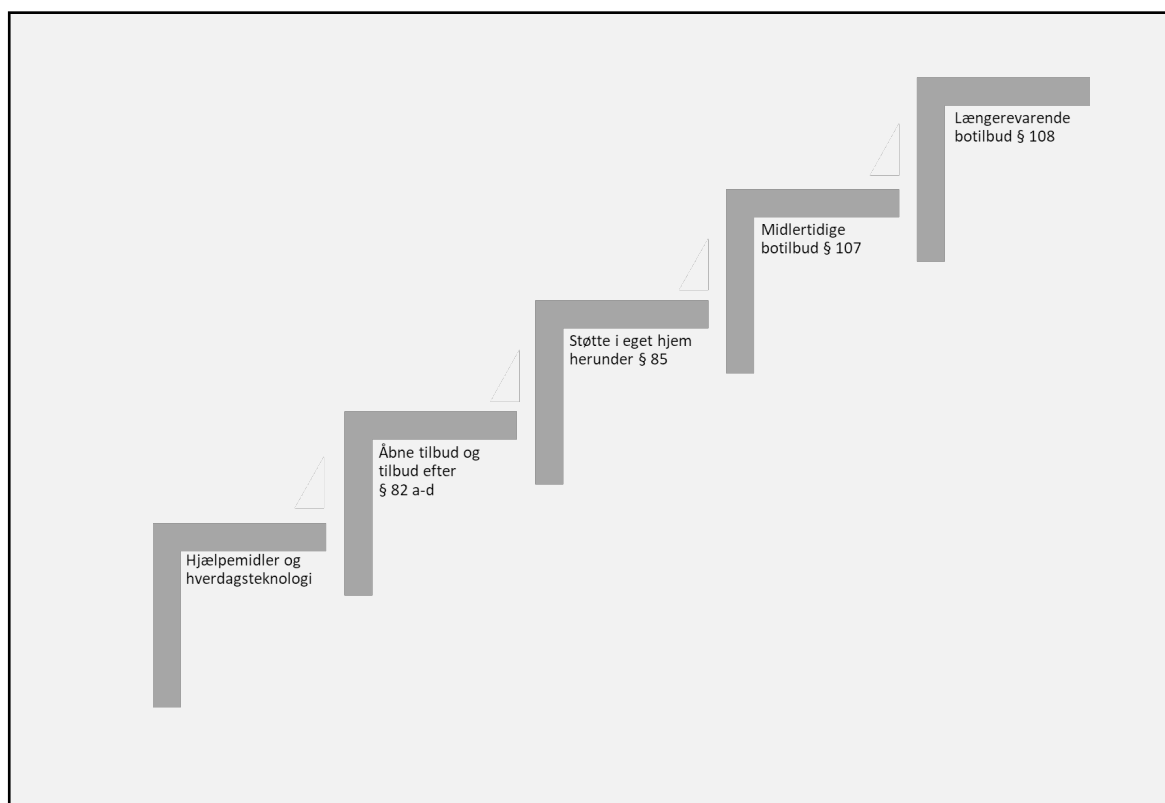 Længerevarende
botilbud § 108
Midlertidige
botilbud § 107
Støtte i eget hjem
herunder § 85
Åbne tilbud og
tilbud efter
§ 82 a-d
Hjælpemidler og
hverdagsteknologi